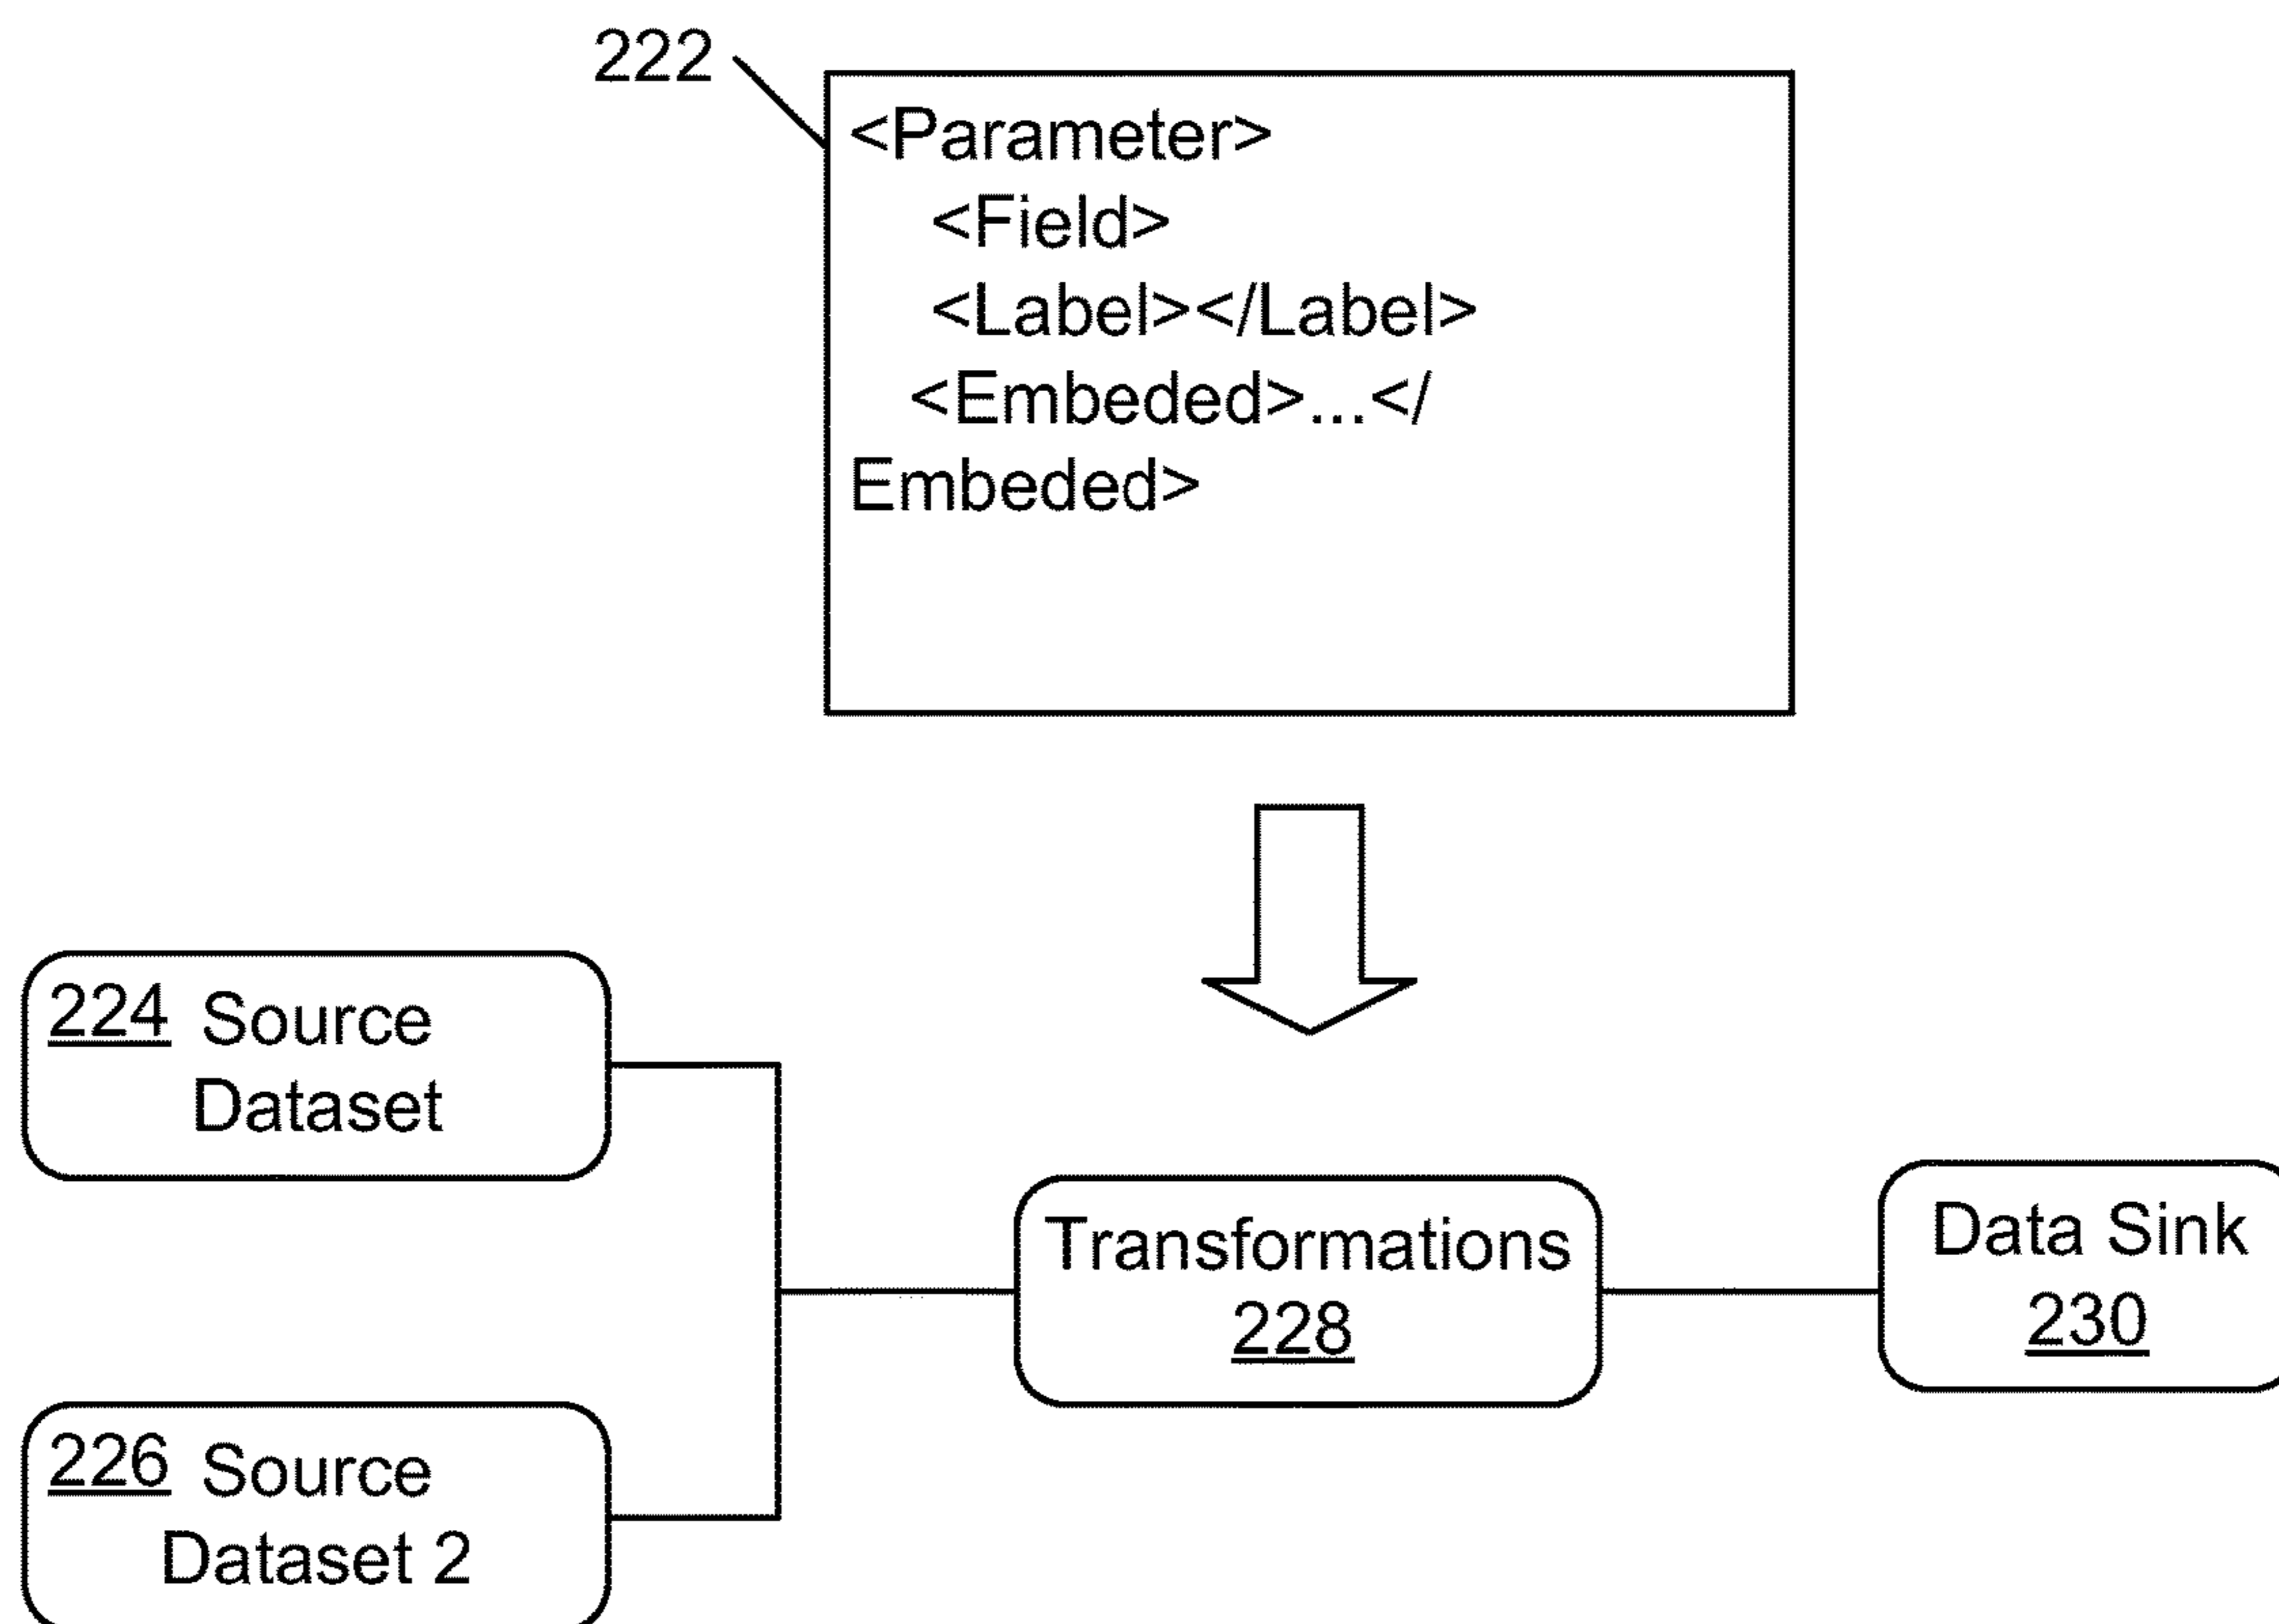 222
<Parameter>
<Field>
<Label></Label>
<Embeded>...</
Embeded>
224 Source
Dataset
Transformations
228
Data Sink
230
226 Source
Dataset 2